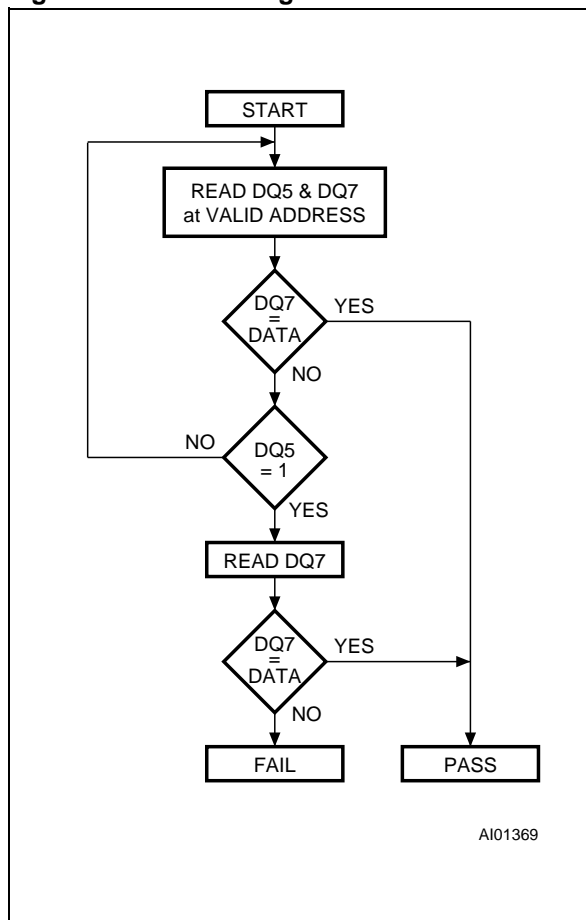 START
READ DQ5 & DQ7
at VALID ADDRESS
DQ7
=
DATA
YES
NO
NO
DQ5
= 1
YES
READ DQ7
DQ7
=
DATA
YES
NO
FAIL
PASS
AI01369